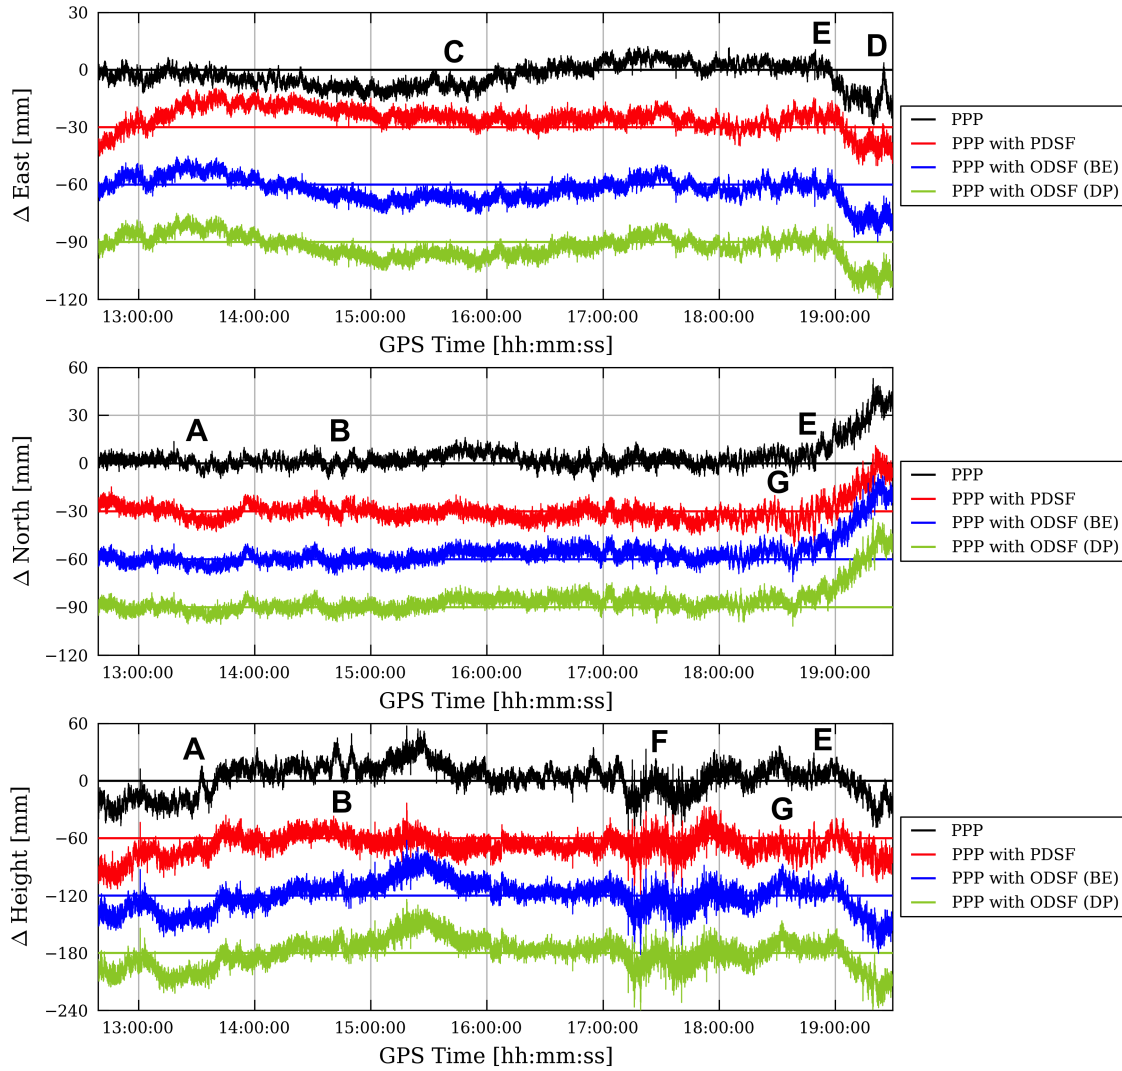 30
0
−30
−60
−90
−120
Δ East [mm]
C
E
D
13:00:00 14:00:00 15:00:00 16:00:00 17:00:00 18:00:00 19:00:00
GPS Time [hh:mm:ss]
PPP
PPP with PDSF
PPP with ODSF (BE)
PPP with ODSF (DP)
60
30
0
−30
−60
−90
−120
Δ North [mm]
A
B
E
G
13:00:00 14:00:00 15:00:00 16:00:00 17:00:00 18:00:00 19:00:00
GPS Time [hh:mm:ss]
PPP
PPP with PDSF
PPP with ODSF (BE)
PPP with ODSF (DP)
60
0
−60
−120
−180
−240
Δ Height [mm]
A
B
F
E
G
13:00:00 14:00:00 15:00:00 16:00:00 17:00:00 18:00:00 19:00:00
GPS Time [hh:mm:ss]
PPP
PPP with PDSF
PPP with ODSF (BE)
PPP with ODSF (DP)